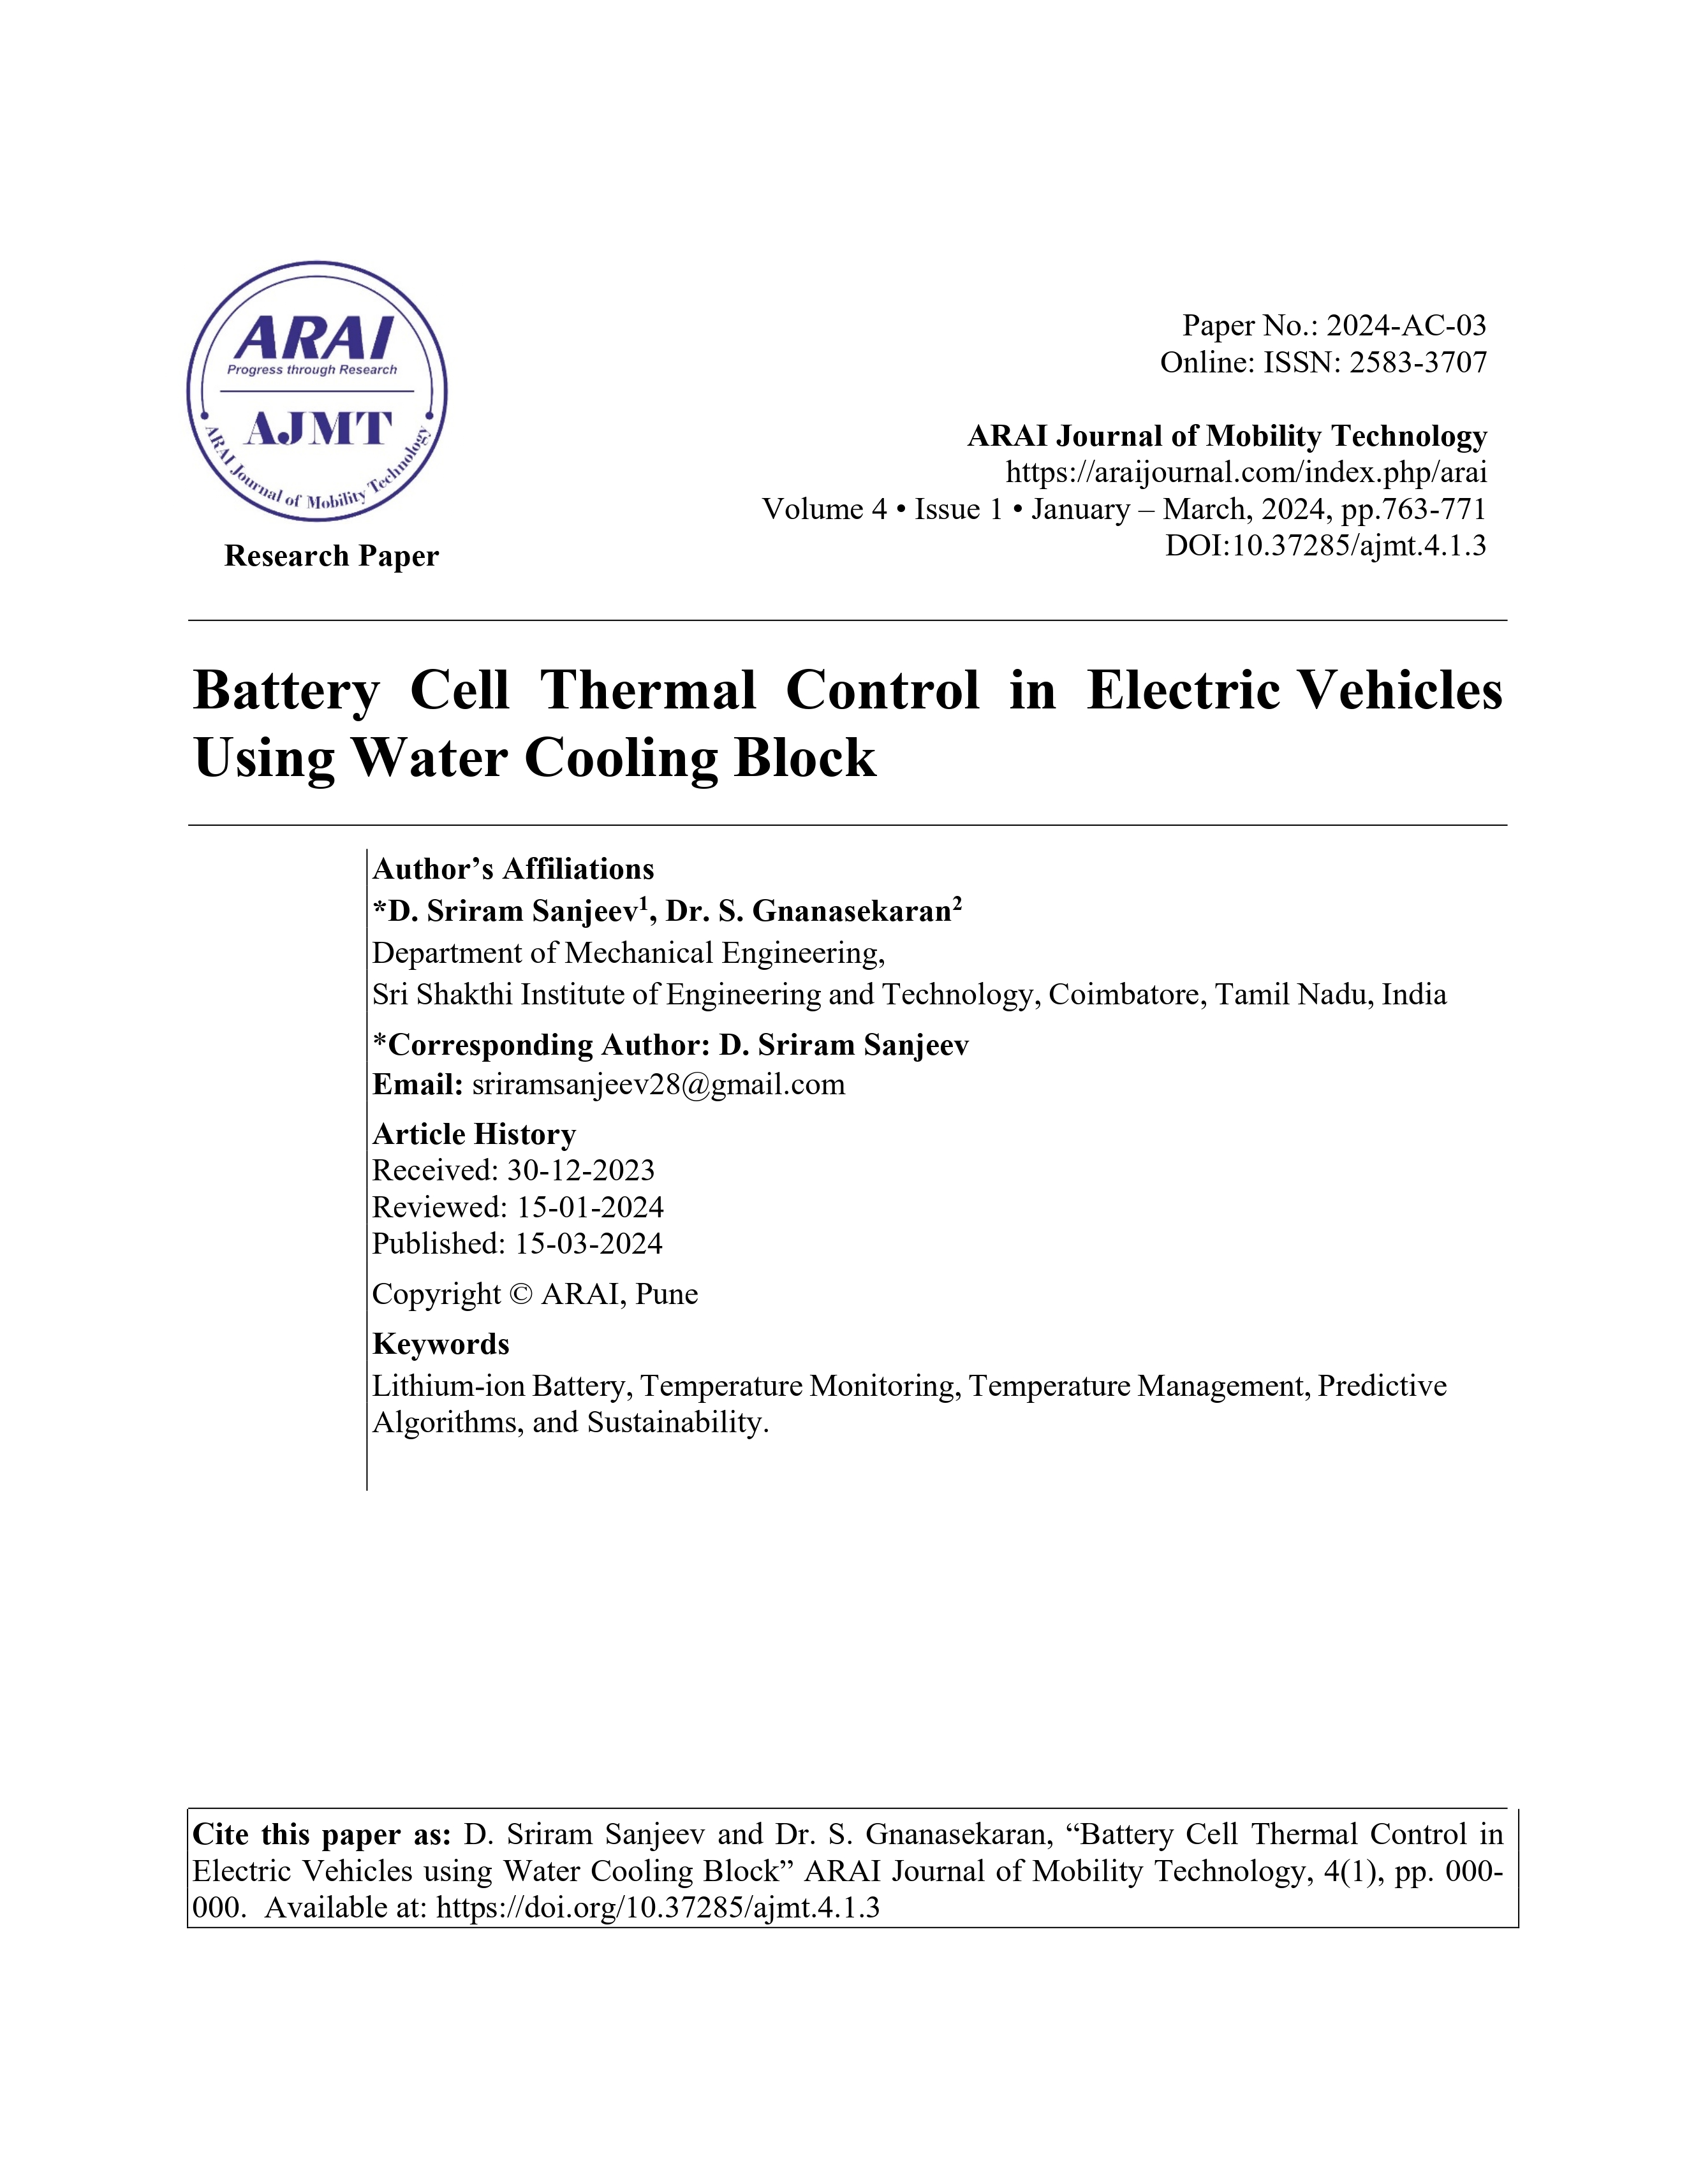 ARAI
Progress through Research
AJMT
ARAI Journal of Mobility Technology
Research Paper
Paper No.: 2024-AC-03
Online: ISSN: 2583-3707
ARAI Journal of Mobility Technology
https://araijournal.com/index.php/arai
Volume 4 • Issue 1 • January – March, 2024, pp.763-771
DOI:10.37285/ajmt.4.1.3
Battery Cell Thermal Control in Electric Vehicles
Using Water Cooling Block
Author’s Affiliations
*D. Sriram Sanjeev¹, Dr. S. Gnanasekaran²
Department of Mechanical Engineering,
Sri Shakthi Institute of Engineering and Technology, Coimbatore, Tamil Nadu, India
*Corresponding Author: D. Sriram Sanjeev
Email: sriramsanjeev28@gmail.com
Article History
Received: 30-12-2023
Reviewed: 15-01-2024
Published: 15-03-2024
Copyright © ARAI, Pune
Keywords
Lithium-ion Battery, Temperature Monitoring, Temperature Management, Predictive
Algorithms, and Sustainability.
Cite this paper as: D. Sriram Sanjeev and Dr. S. Gnanasekaran, “Battery Cell Thermal Control in
Electric Vehicles using Water Cooling Block” ARAI Journal of Mobility Technology, 4(1), pp. 000-
000. Available at: https://doi.org/10.37285/ajmt.4.1.3